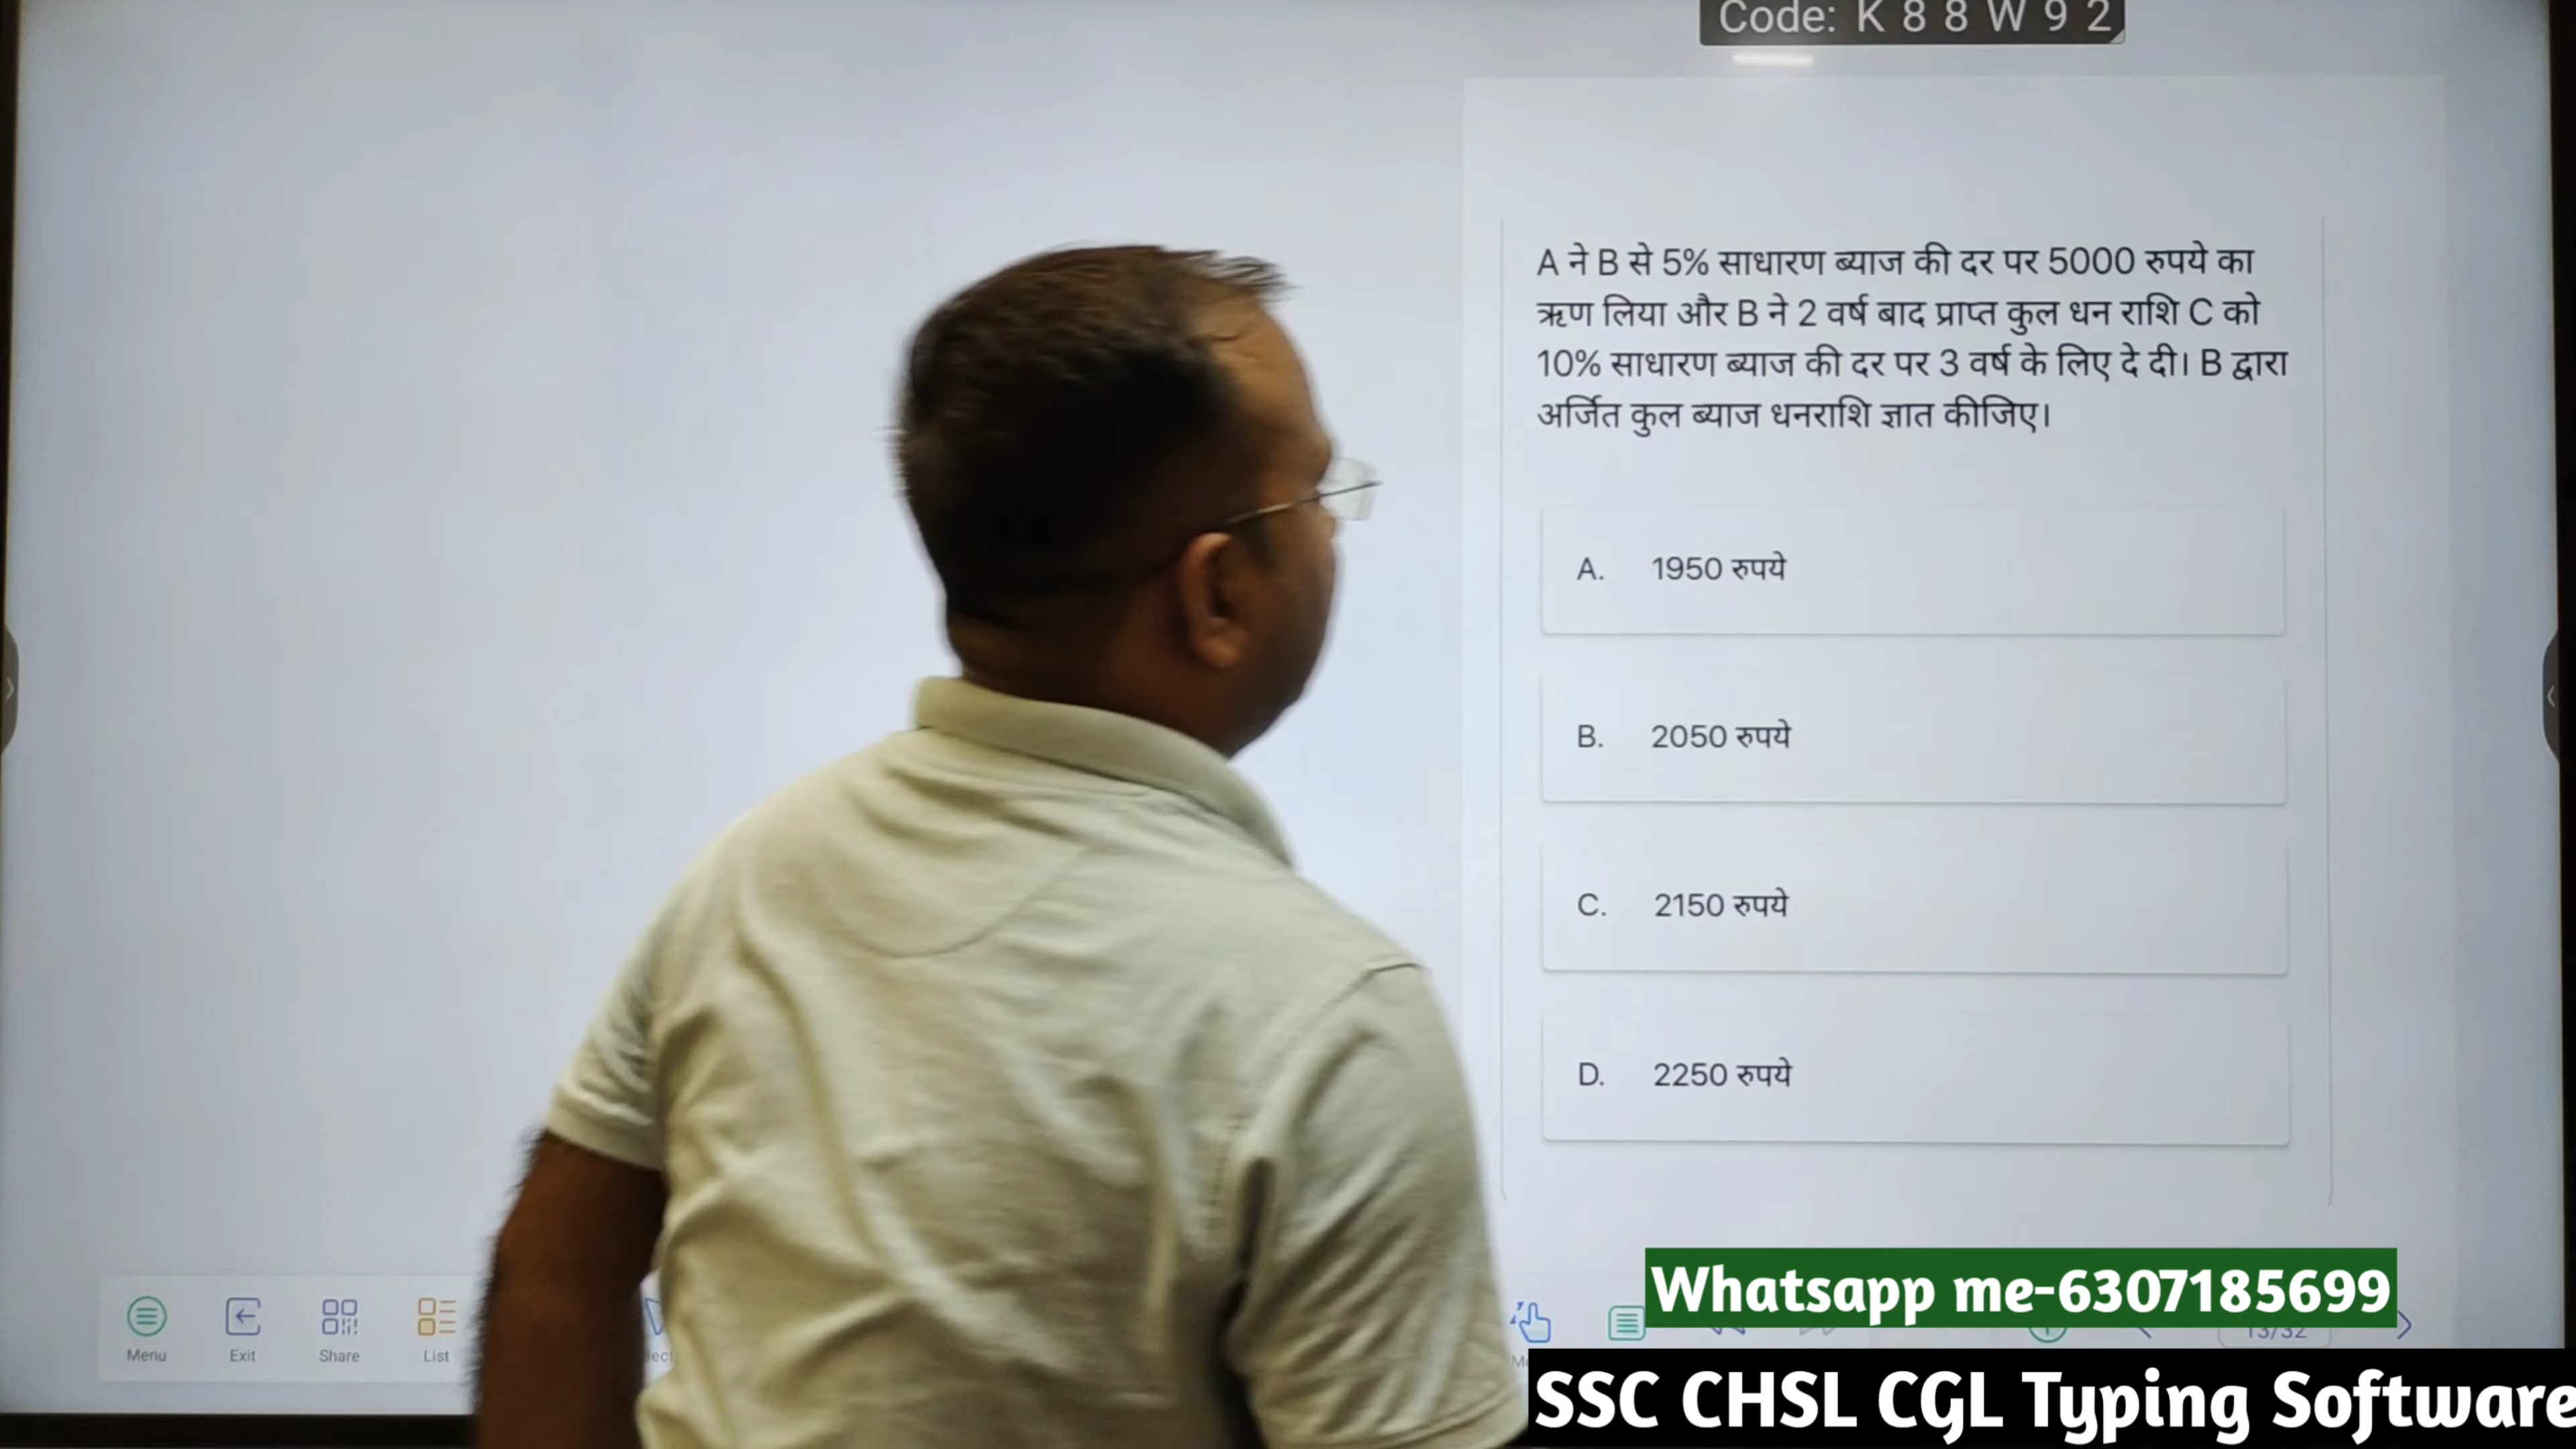 Code: K 8 8 W 9 2
A ने B से 5% साधारण ब्याज की दर पर 5000 रुपये का
ऋण लिया और B ने 2 वर्ष बाद प्राप्त कुल धन राशि C को
10% साधारण ब्याज की दर पर 3 वर्ष के लिए दे दी। B द्वारा
अर्जित कुल ब्याज धनराशि ज्ञात कीजिए।
A. 1950 रुपये
B. 2050 रुपये
C. 2150 रुपये
D. 2250 रुपये
Whatsapp me-6307185699
13/32
Menu Exit Share List
SSC CHSL CGL Typing Software